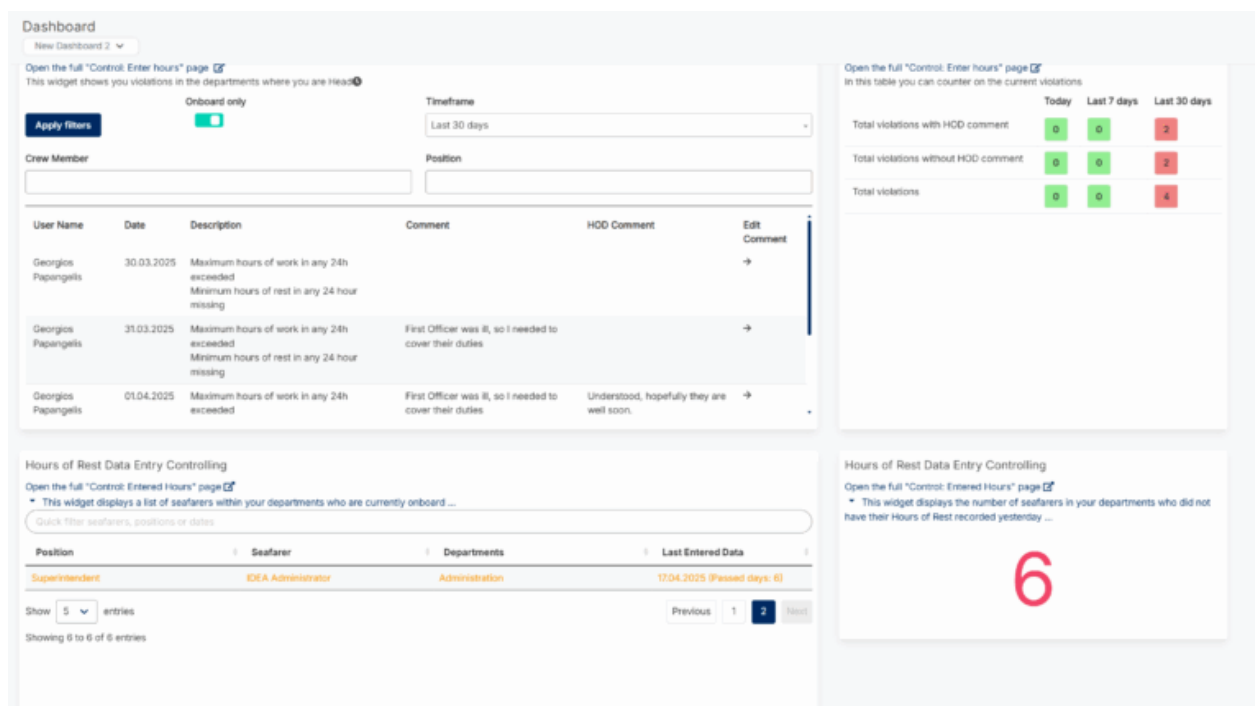 Dashboard
New Dashboard 2
Open the full "Control: Enter hours" page
This widget shows you violations in the departments where you are Head
Onboard only
Timeframe
Apply filters
Last 30 days
Crew Member
Position
User Name Date Description Comment HOD Comment Edit
Comment
Georgios 30.03.2025 Maximum hours of work in any 24h →
Papangelis exceeded
Minimum hours of rest in any 24 hour
missing
Georgios 31.03.2025 Maximum hours of work in any 24h First Officer was ill, so I needed to →
Papangelis exceeded cover their duties
Minimum hours of rest in any 24 hour
missing
Georgios 01.04.2025 Maximum hours of work in any 24h First Officer was ill, so I needed to Understood, hopefully they are →
Papangelis exceeded cover their duties well soon.
Open the full "Control: Enter hours" page
In this table you can counter on the current violations
Today Last 7 days Last 30 days
Total violations with HOD comment 0 0 2
Total violations without HOD comment 0 0 2
Total violations 0 0 4
Hours of Rest Data Entry Controlling
Open the full "Control: Entered Hours" page
This widget displays a list of seafarers within your departments who are currently onboard ...
Quick filter seafarers, positions or dates
Position Seafarer Departments Last Entered Data
Superintendent IDEA Administrator Administration 17.04.2025 (Passed days: 6)
Show 5 entries
Previous 1 2 Next
Showing 6 to 6 of 6 entries
Hours of Rest Data Entry Controlling
Open the full "Control: Entered Hours" page
This widget displays the number of seafarers in your departments who did not
have their Hours of Rest recorded yesterday ...
6